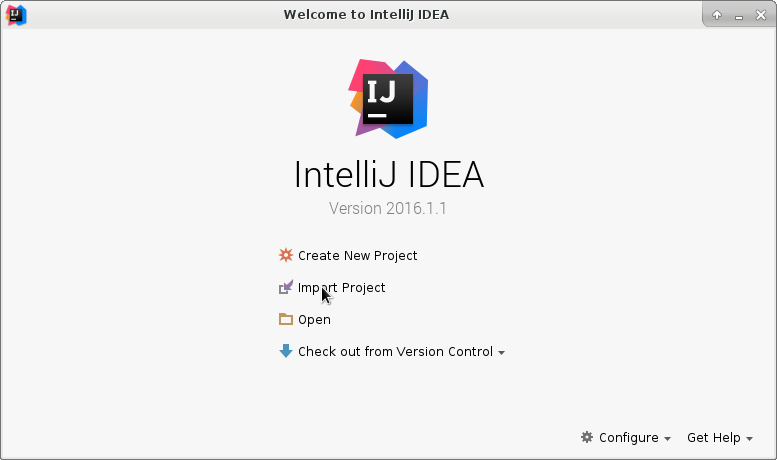 Welcome to IntelliJ IDEA
IJ
IntelliJ IDEA
Version 2016.1.1
Create New Project
Import Project
Open
Check out from Version Control
Configure Get Help